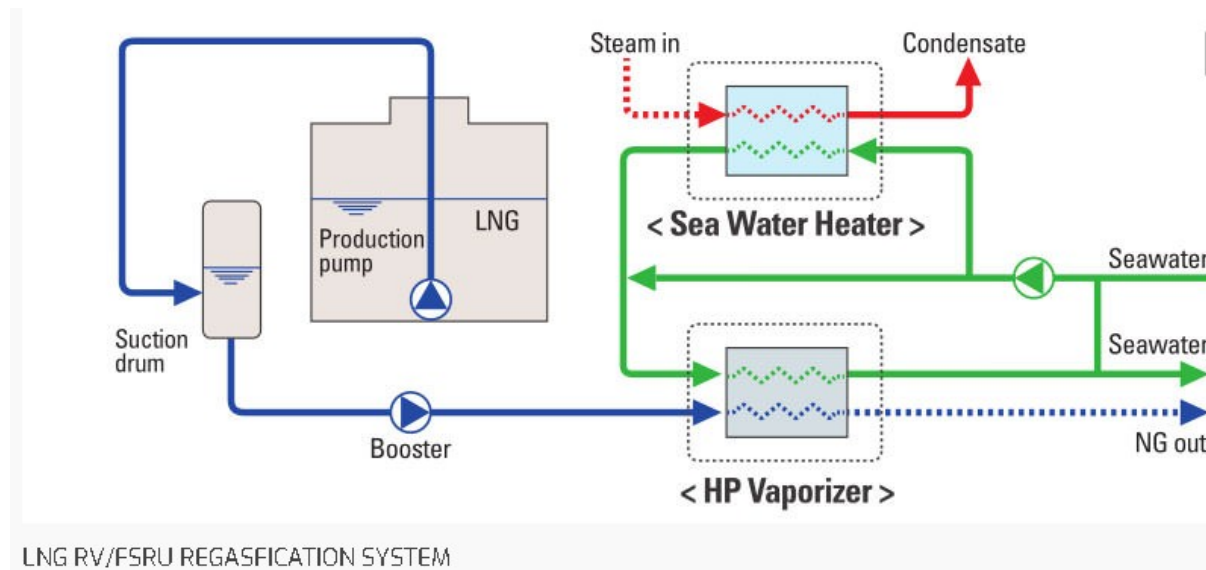 Steam in
Condensate
< Sea Water Heater >
LNG
Production
pump
Seawater
Suction
drum
Seawater
Booster
NG out
< HP Vaporizer >
LNG RV/FSRU REGASFICATION SYSTEM